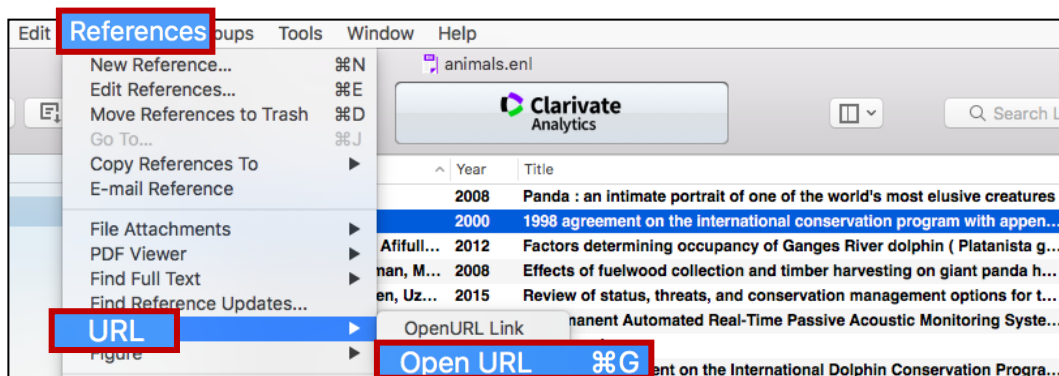 Edit References oups Tools Window Help
New Reference... ⌘N
animals.enl
Edit References... ⌘E
Move References to Trash ⌘D
Clarivate
Analytics
Search L
Go To... ⌘J
Copy References To
E-mail Reference
Year Title
2008 Panda : an intimate portrait of one of the world's most elusive creatures
File Attachments
2000 1998 agreement on the international conservation program with appen...
PDF Viewer
Afifull... 2012 Factors determining occupancy of Ganges River dolphin ( Platanista g...
Find Full Text
man, M... 2008 Effects of fuelwood collection and timber harvesting on giant panda h...
Find Reference Updates...
en, Uz... 2015 Review of status, threats, and conservation management options for t...
URL
OpenURL Link
manent Automated Real-Time Passive Acoustic Monitoring Syste...
Figure
Open URL ⌘G
ent on the International Dolphin Conservation Progra...